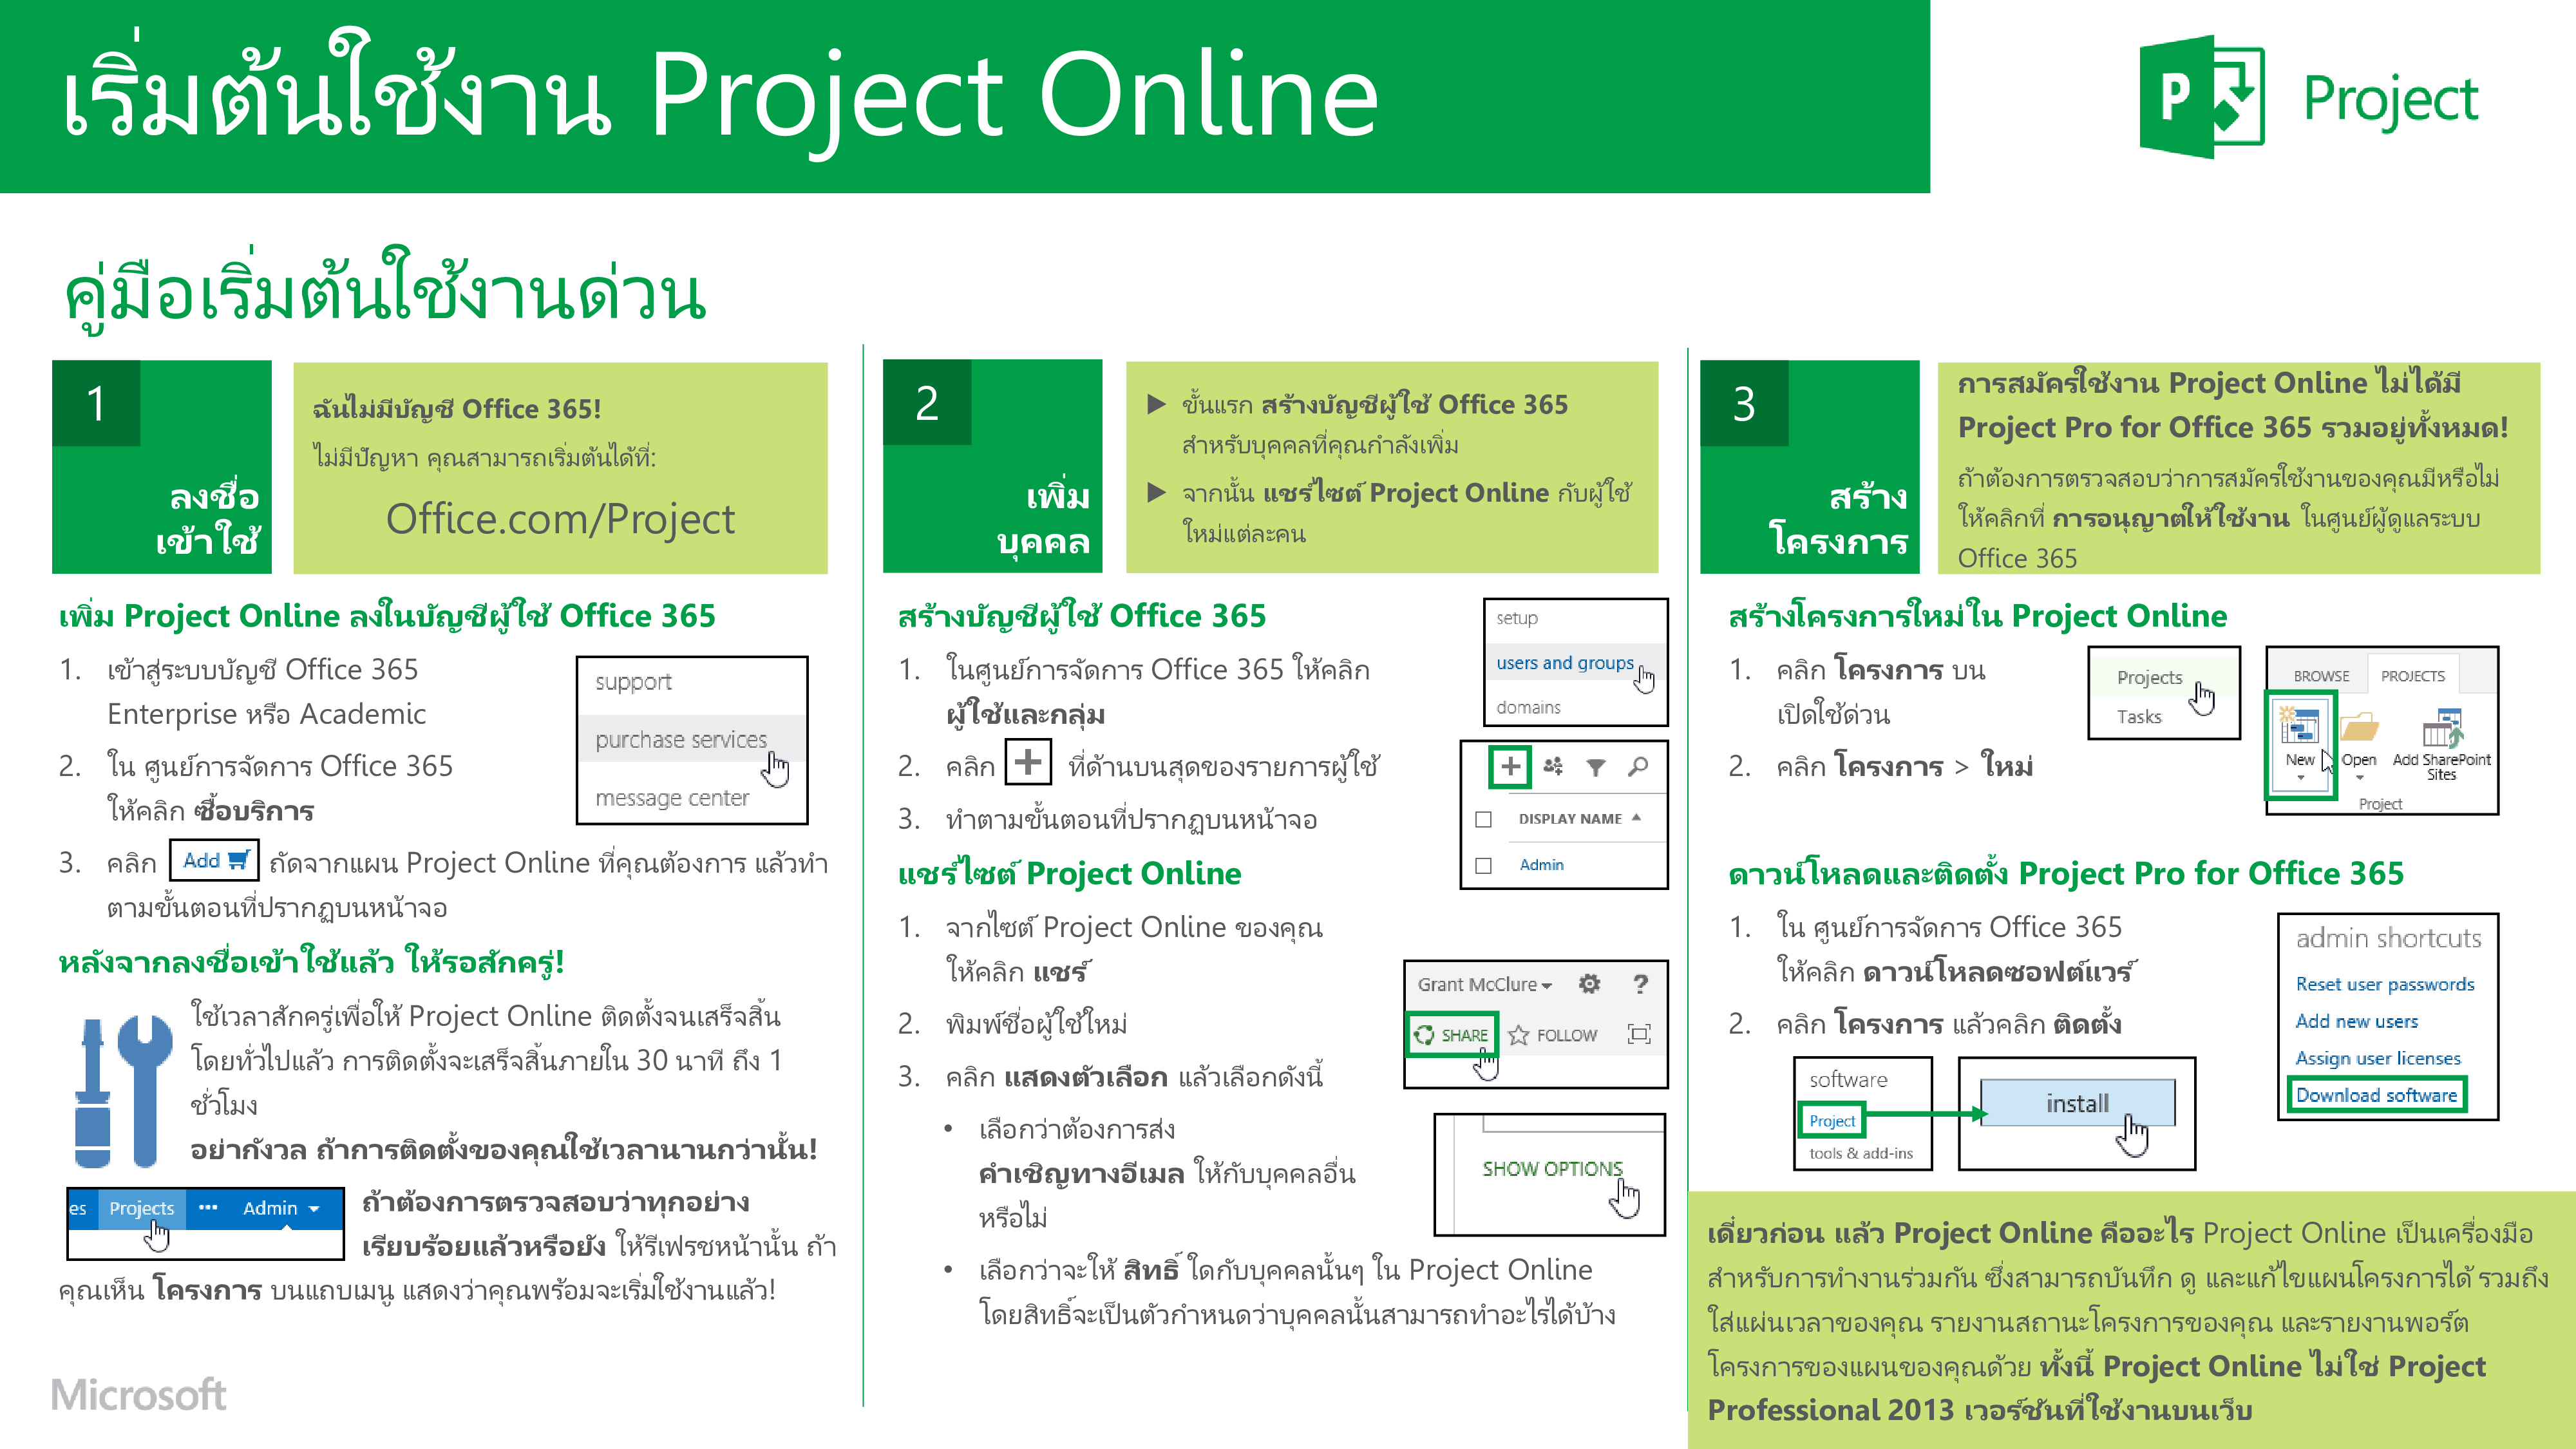 เริ่มต้นใช้งาน Project Online
Project
คู่มือเริ่มต้นใช้งานด่วน
1
ลงชื่อ
เข้าใช้
ฉันไม่มีบัญชี Office 365!
ไม่มีปัญหา คุณสามารถเริ่มต้นได้ที่:
Office.com/Project
เพิ่ม Project Online ลงในบัญชีผู้ใช้ Office 365
1. เข้าสู่ระบบบัญชี Office 365
Enterprise หรือ Academic
2. ใน ศูนย์การจัดการ Office 365
ให้คลิก ซื้อบริการ
support
purchase services
message center
3. คลิก Add ถัดจากแผน Project Online ที่คุณต้องการ แล้วทำ
ตามขั้นตอนที่ปรากฏบนหน้าจอ
หลังจากลงชื่อเข้าใช้แล้ว ให้รอสักครู่!
ใช้เวลาสักครู่เพื่อให้ Project Online ติดตั้งจนเสร็จสิ้น
โดยทั่วไปแล้ว การติดตั้งจะเสร็จสิ้นภายใน 30 นาที ถึง 1
ชั่วโมง
อย่ากังวล ถ้าการติดตั้งของคุณใช้เวลานานกว่านั้น!
es Projects ••• Admin
ถ้าต้องการตรวจสอบว่าทุกอย่าง
เรียบร้อยแล้วหรือยัง ให้รีเฟรชหน้านั้น ถ้า
คุณเห็น โครงการ บนแถบเมนู แสดงว่าคุณพร้อมจะเริ่มใช้งานแล้ว!
Microsoft
2
เพิ่ม
บุคคล
▶ ขั้นแรก สร้างบัญชีผู้ใช้ Office 365
สำหรับบุคคลที่คุณกำลังเพิ่ม
▶ จากนั้น แชร์ไซต์ Project Online กับผู้ใช้
ใหม่แต่ละคน
สร้างบัญชีผู้ใช้ Office 365
1. ในศูนย์การจัดการ Office 365 ให้คลิก
ผู้ใช้และกลุ่ม
2. คลิก + ที่ด้านบนสุดของรายการผู้ใช้
3. ทำตามขั้นตอนที่ปรากฏบนหน้าจอ
setup
users and groups
domains
DISPLAY NAME
Admin
แชร์ไซต์ Project Online
1. จากไซต์ Project Online ของคุณ
ให้คลิก แชร์
2. พิมพ์ชื่อผู้ใช้ใหม่
3. คลิก แสดงตัวเลือก แล้วเลือกดังนี้
• เลือกว่าต้องการส่ง
คำเชิญทางอีเมล ให้กับบุคคลอื่น
หรือไม่
• เลือกว่าจะให้ สิทธิ์ ใดกับบุคคลนั้นๆ ใน Project Online
โดยสิทธิ์จะเป็นตัวกำหนดว่าบุคคลนั้นสามารถทำอะไรได้บ้าง
Grant McClure ?
SHARE FOLLOW
SHOW OPTIONS
3
สร้าง
โครงการ
การสมัครใช้งาน Project Online ไม่ได้มี
Project Pro for Office 365 รวมอยู่ทั้งหมด!
ถ้าต้องการตรวจสอบว่าการสมัครใช้งานของคุณมีหรือไม่
ให้คลิกที่ การอนุญาตให้ใช้งาน ในศูนย์ผู้ดูแลระบบ
Office 365
สร้างโครงการใหม่ใน Project Online
1. คลิก โครงการ บน
เปิดใช้ด่วน
2. คลิก โครงการ > ใหม่
Projects
Tasks
BROWSE PROJECTS
New Open Add SharePoint
Sites
Project
ดาวน์โหลดและติดตั้ง Project Pro for Office 365
1. ใน ศูนย์การจัดการ Office 365
ให้คลิก ดาวน์โหลดซอฟต์แวร์
2. คลิก โครงการ แล้วคลิก ติดตั้ง
admin shortcuts
Reset user passwords
Add new users
Assign user licenses
Download software
software
Project
tools & add-ins
install
เดี๋ยวก่อน แล้ว Project Online คืออะไร Project Online เป็นเครื่องมือ
สำหรับการทำงานร่วมกัน ซึ่งสามารถบันทึก ดู และแก้ไขแผนโครงการได้ รวมถึง
ใส่แผ่นเวลาของคุณ รายงานสถานะโครงการของคุณ และรายงานพอร์ต
โครงการของแผนของคุณด้วย ทั้งนี้ Project Online ไม่ใช่ Project
Professional 2013 เวอร์ชันที่ใช้งานบนเว็บ